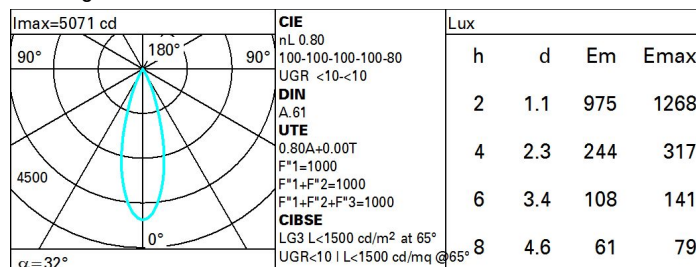 Imax=5071 cd
90°
180°
90°
4500
0°
α=32°
CIE
nL 0.80
100-100-100-100-80
UGR <10-<10
DIN
A.61
UTE
0.80A+0.00T
F"1=1000
F"1+F"2=1000
F"1+F"2+F"3=1000
CIBSE
LG3 L<1500 cd/m² at 65°
UGR<10 | L<1500 cd/mq @65°
Lux
h d Em Emax
2 1.1 975 1268
4 2.3 244 317
6 3.4 108 141
8 4.6 61 79